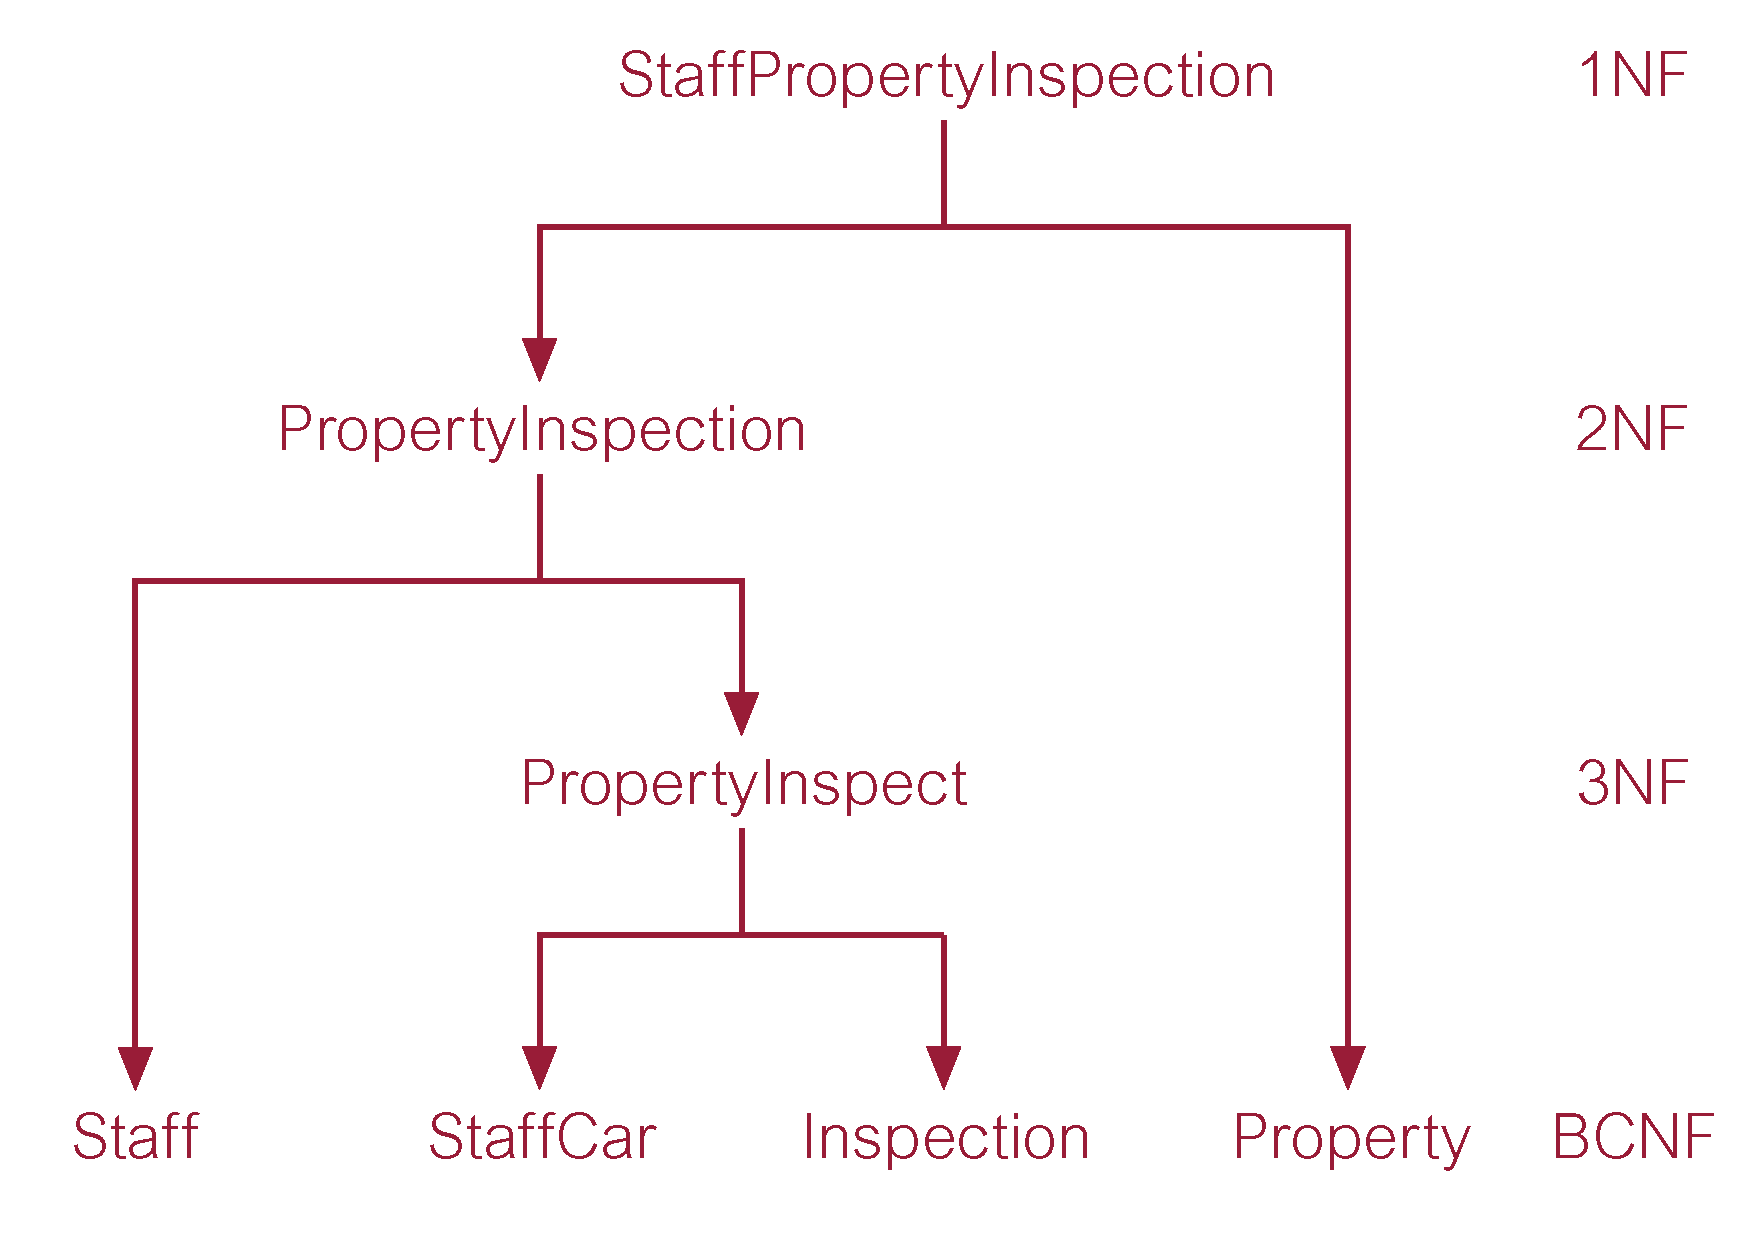 StaffPropertyInspection 1NF
PropertyInspection 2NF
PropertyInspect 3NF
Staff StaffCar Inspection Property BCNF